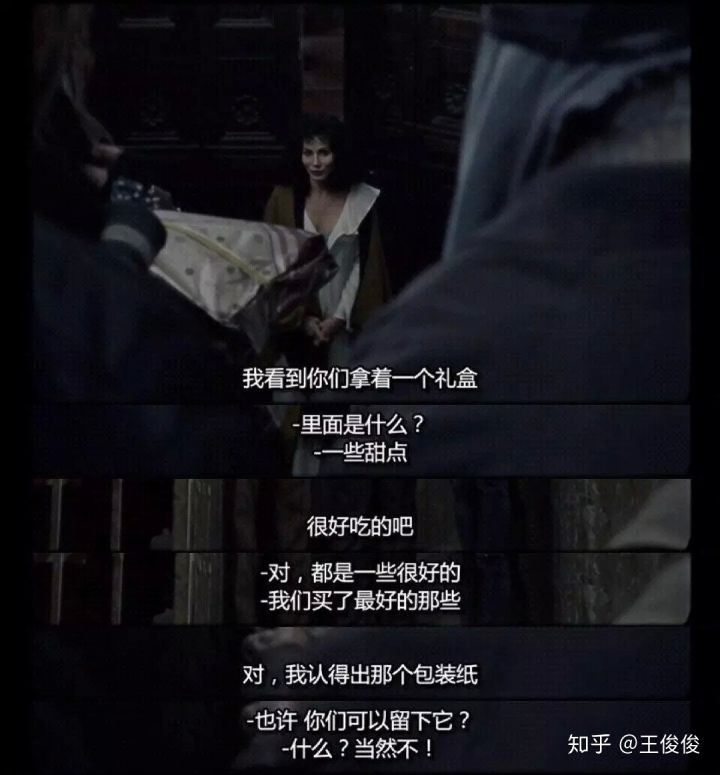 我看到你们拿着一个礼盒
-里面是什么？
-一些甜点
很好吃的吧
-对，都是一些很好的
-我们买了最好的那些
对，我认得出那个包装纸
-也许 你们可以留下它？
-什么？当然不！
知乎 @王俊俊